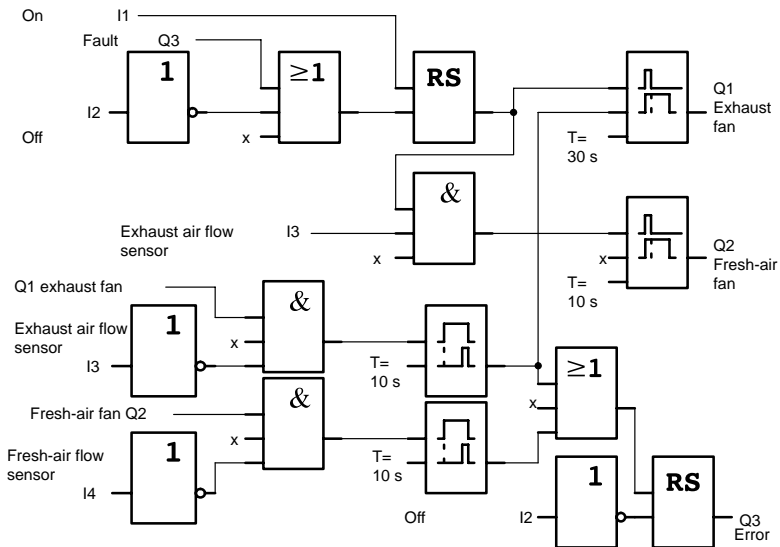 On I1
Fault Q3
1
≥1
RS
I2
Q1
Exhaust
fan
x
Off
T=
30 s
&
Exhaust air flow
sensor
I3
x
Q2
Fresh-air
fan
x
T=
10 s
Q1 exhaust fan
&
1
Exhaust air flow
sensor
x
I3
T=
10 s
≥1
Fresh-air fan Q2
&
x
x
1
Fresh-air flow
sensor
T=
10 s
I4
1
RS
Off
I2
Q3
Error